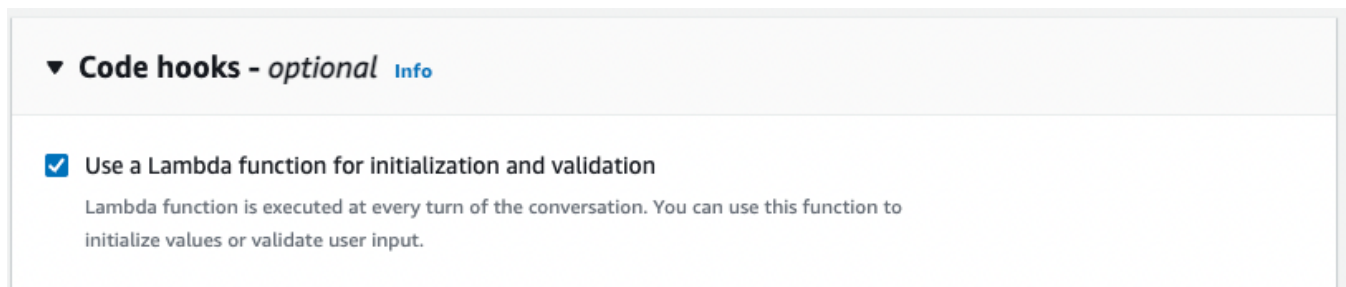 Code hooks - optional Info
Use a Lambda function for initialization and validation
Lambda function is executed at every turn of the conversation. You can use this function to
initialize values or validate user input.